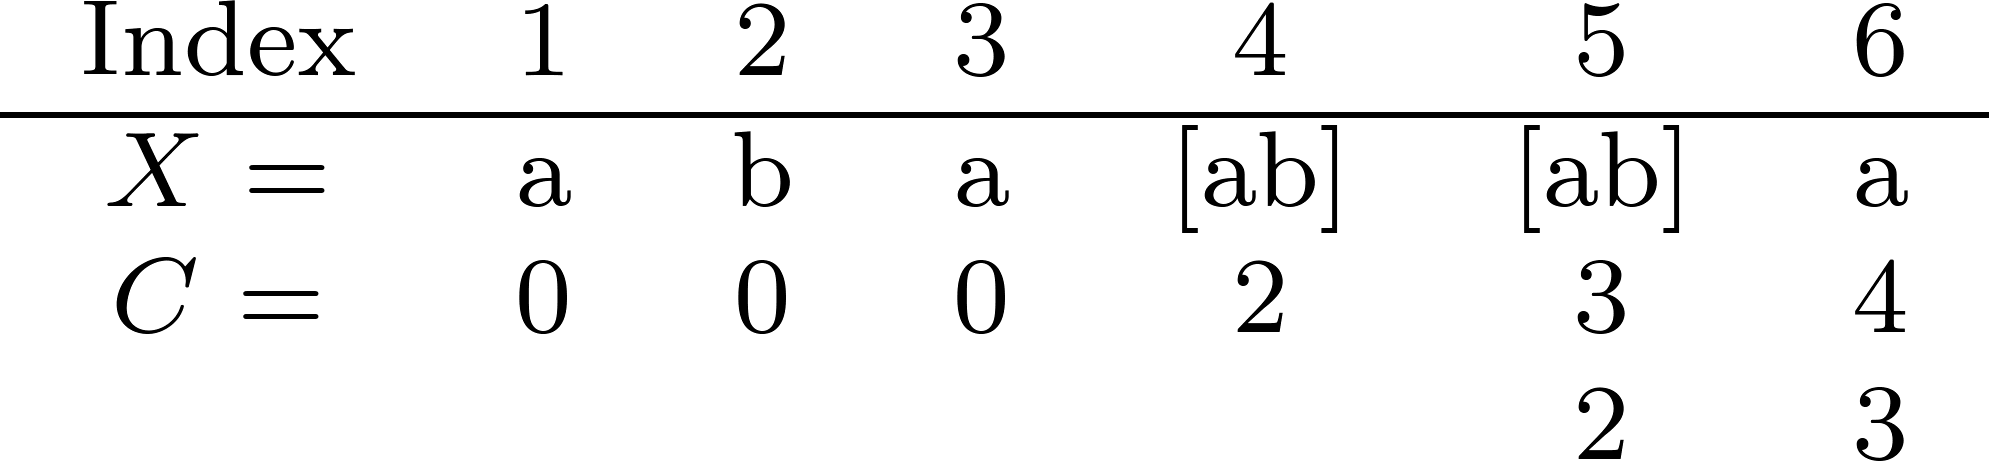 Index 1 2 3 4 5 6
X = a b a [ab] [ab] a
C = 0 0 0 2 3 4
2 3